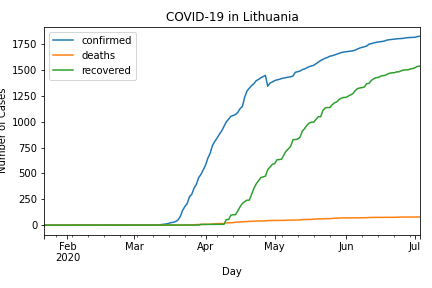 COVID-19 in Lithuania
confirmed
deaths
recovered
1750
1500
1250
1000
750
500
250
0
Number of Cases
Feb
2020
Mar
Apr
May
Jun
Jul
Day